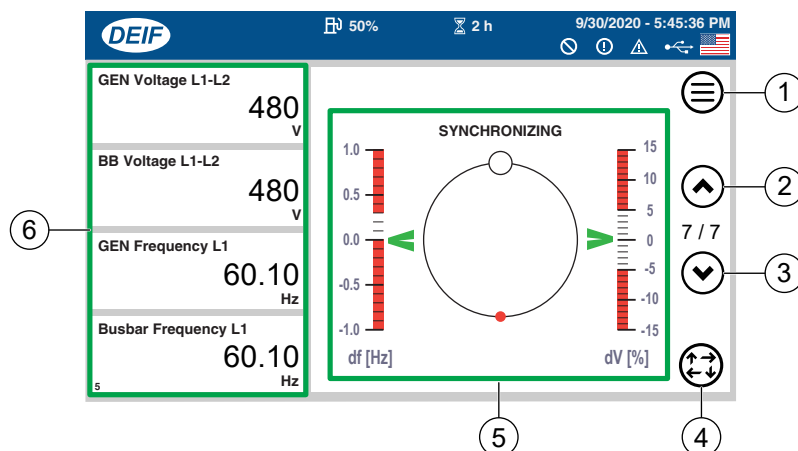 DEIF
50%
2 h
9/30/2020 - 5:45:36 PM
GEN Voltage L1-L2
480
V
BB Voltage L1-L2
480
V
GEN Frequency L1
60.10
Hz
Busbar Frequency L1
60.10
Hz
5
SYNCHRONIZING
1.0
0.5
0.0
-0.5
-1.0
df [Hz]
15
10
5
0
-5
-10
-15
dV [%]
7 / 7
1
2
3
4
5
6